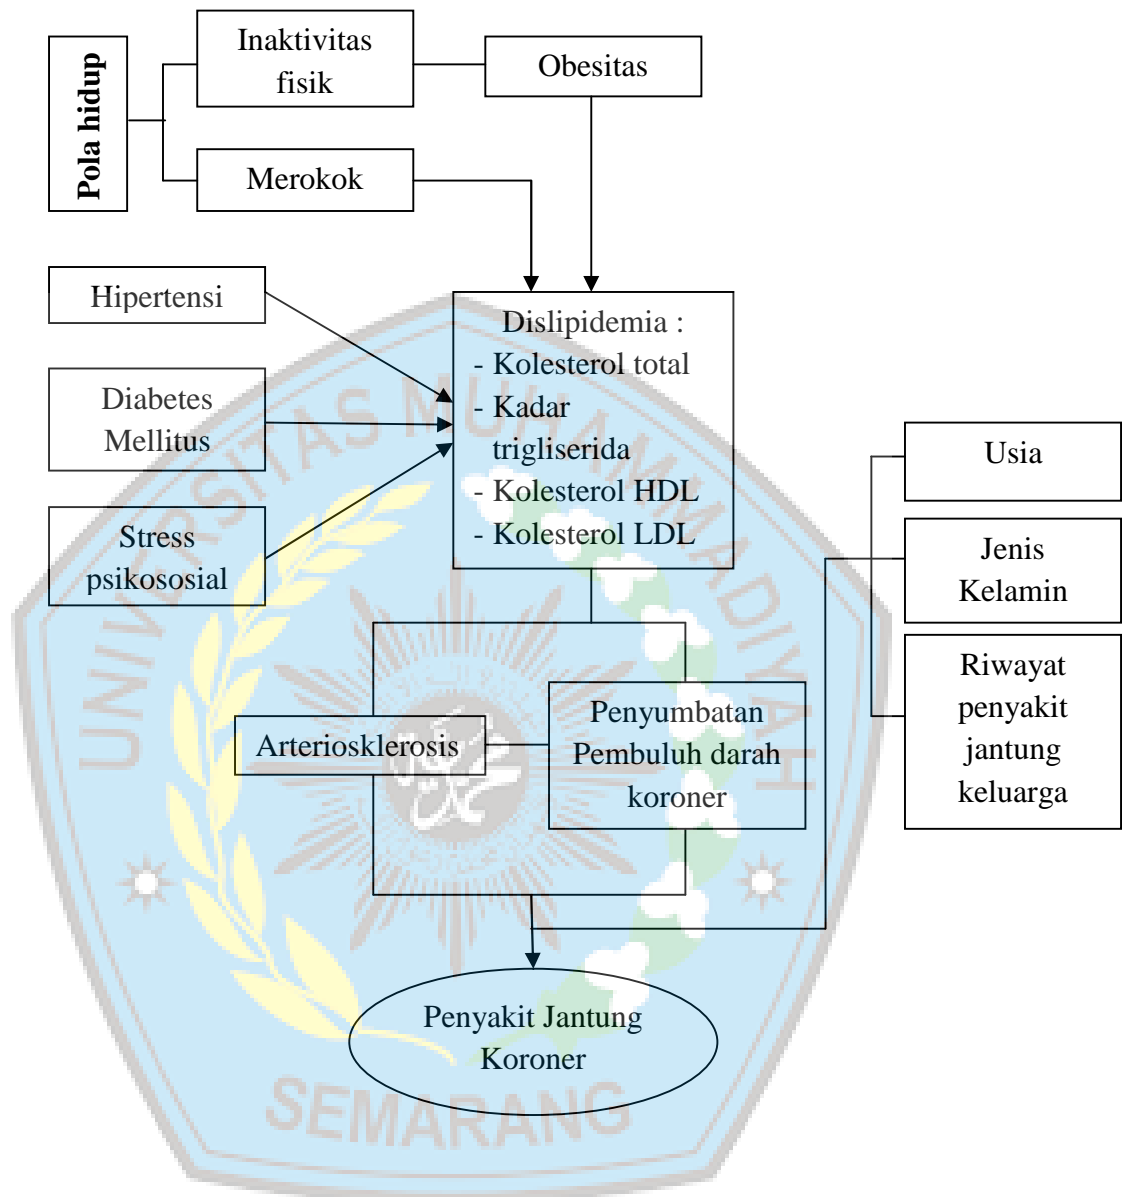 Pola hidup
Inaktivitas
fisik
Obesitas
Merokok
Hipertensi
Diabetes
Mellitus
Stress
psikososial
Dislipidemia :
- Kolesterol total
- Kadar
trigliserida
- Kolesterol HDL
- Kolesterol LDL
Usia
Jenis
Kelamin
Riwayat
penyakit
jantung
keluarga
Arteriosklerosis
Penyumbatan
Pembuluh darah
koroner
Penyakit Jantung
Koroner
UNIVERSITAS MUHAMMADIYAH
SEMARANG